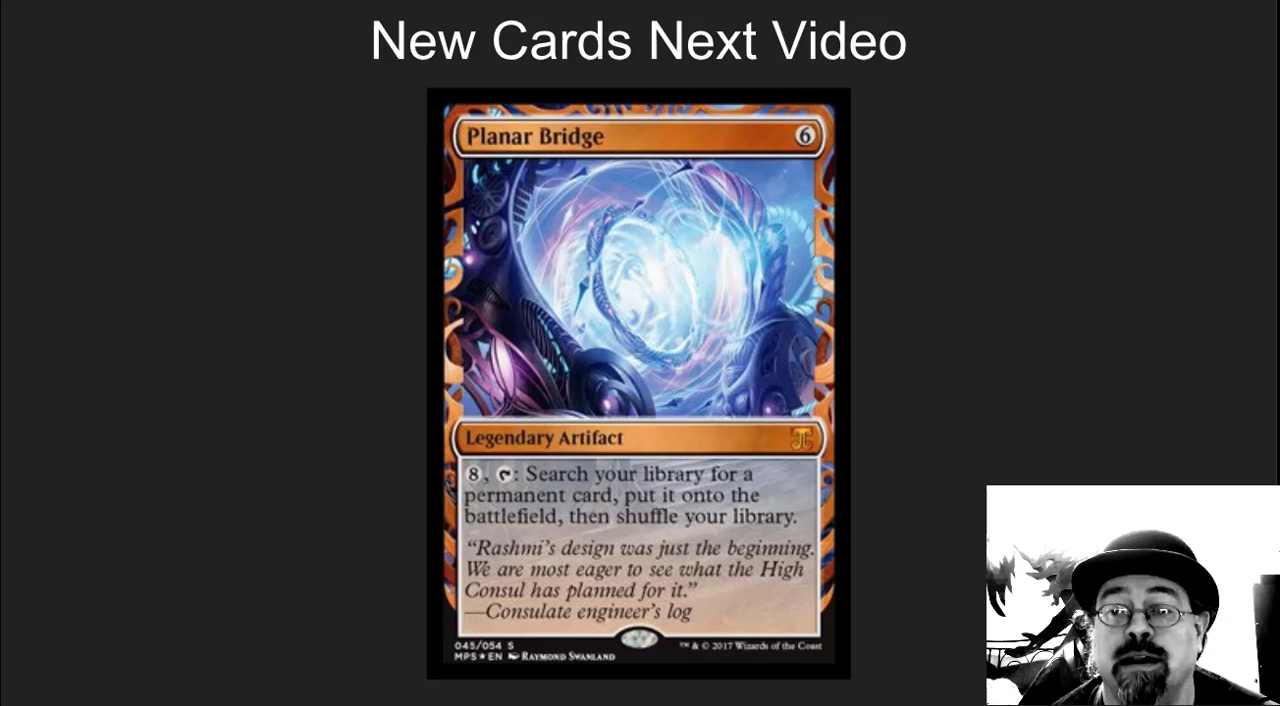 New Cards Next Video
Planar Bridge 6
Legendary Artifact
8, : Search your library for a
permanent card, put it onto the
battlefield, then shuffle your library.
“Rashmi’s design was just the beginning.
We are most eager to see what the High
Consul has planned for it.”
—Consulate engineer’s log
045/054 S
MPS★EN Raymond Swanland
™ & © 2017 Wizards of the Coast